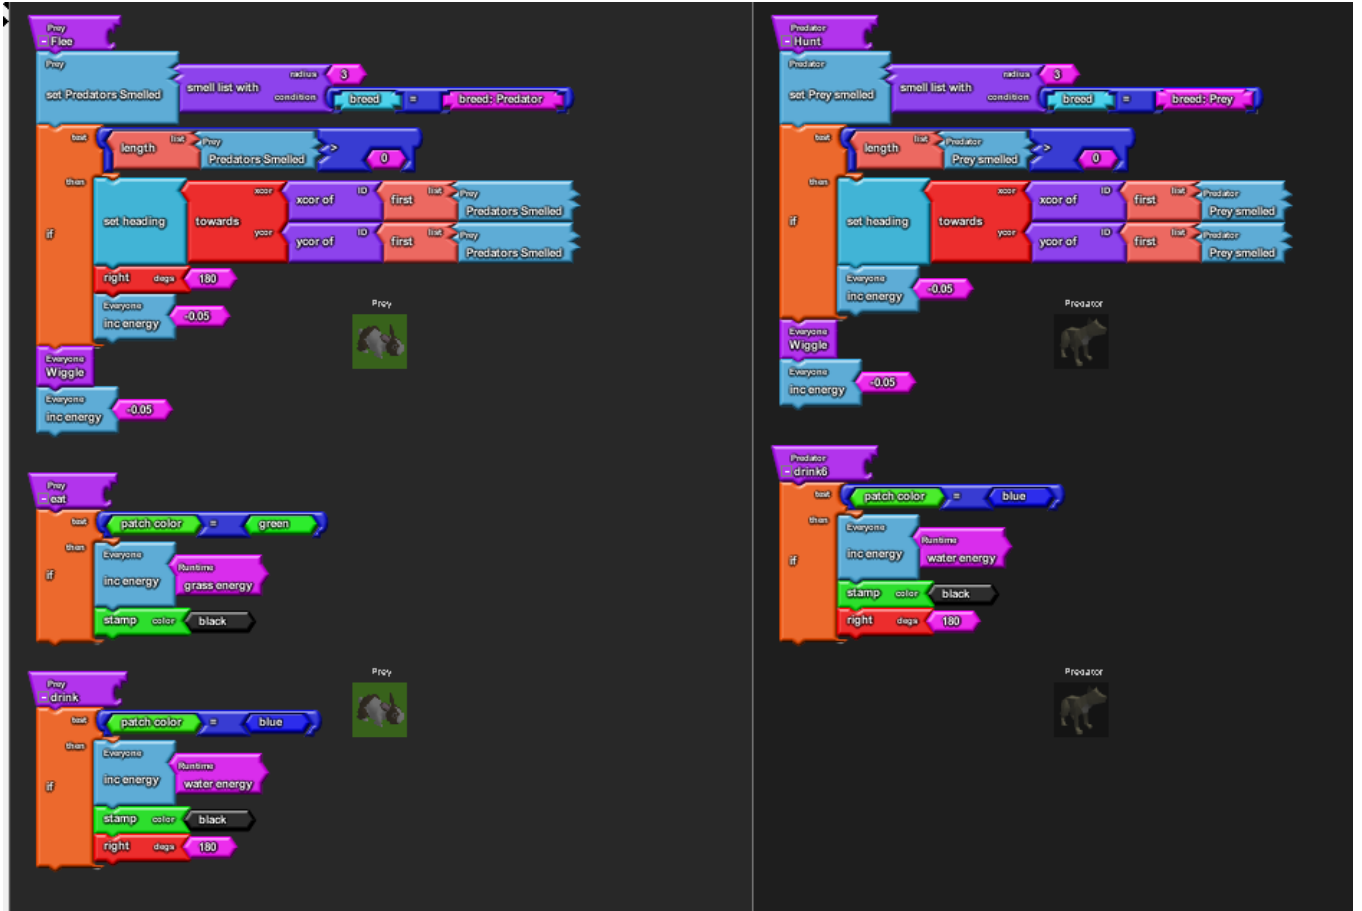 Prey
- Flee
Prey
set Predators Smelled
smell list with
radius 3
condition breed = breed: Predator
if
test length list Prey Predators Smelled > 0
then
set heading towards
xcor xcor of ID first list Prey Predators Smelled
ycor ycor of ID first list Prey Predators Smelled
right degs 180
Everyone
inc energy -0.05
Everyone
Wiggle
Everyone
inc energy -0.05
Prey
Prey
- eat
if
test patch color = green
then
Everyone
inc energy
Runtime
grass energy
stamp color black
Prey
- drink
if
test patch color = blue
then
Everyone
inc energy
Runtime
water energy
stamp color black
right degs 180
Prey
Predator
- Hunt
Predator
set Prey smelled
smell list with
radius 3
condition breed = breed: Prey
if
test length list Predator Prey smelled > 0
then
set heading towards
xcor xcor of ID first list Predator Prey smelled
ycor ycor of ID first list Predator Prey smelled
Everyone
inc energy -0.05
Everyone
Wiggle
Everyone
inc energy -0.05
Predator
Predator
- drink6
if
test patch color = blue
then
Everyone
inc energy
Runtime
water energy
stamp color black
right degs 180
Predator